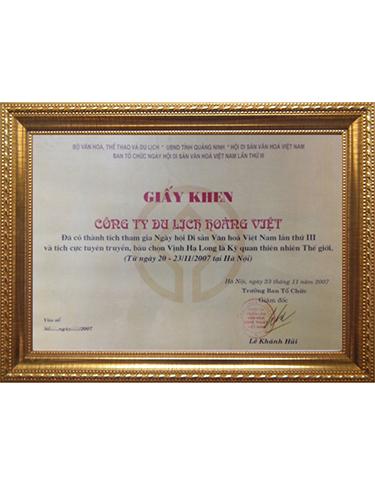 BỘ VĂN HOÁ, THỂ THAO VÀ DU LỊCH * UBND TỈNH QUẢNG NINH * HỘI DI SẢN VĂN HOÁ VIỆT NAM
BAN TỔ CHỨC NGÀY HỘI DI SẢN VĂN HOÁ VIỆT NAM LẦN THỨ III
GIẤY KHEN
CÔNG TY DU LỊCH HOÀNG VIỆT
Đã có thành tích tham gia Ngày hội Di sản Văn hoá Việt Nam lần thứ III
và tích cực tuyên truyền, bầu chọn Vịnh Hạ Long là Kỳ quan thiên nhiên Thế giới.
(Từ ngày 20 - 23/11/2007 tại Hà Nội)
Hà Nội, ngày 23 tháng 11 năm 2007
Trưởng Ban Tổ Chức
Giám đốc
Vào sổ
Số:....ngày..../2007
Lê Khánh Hải